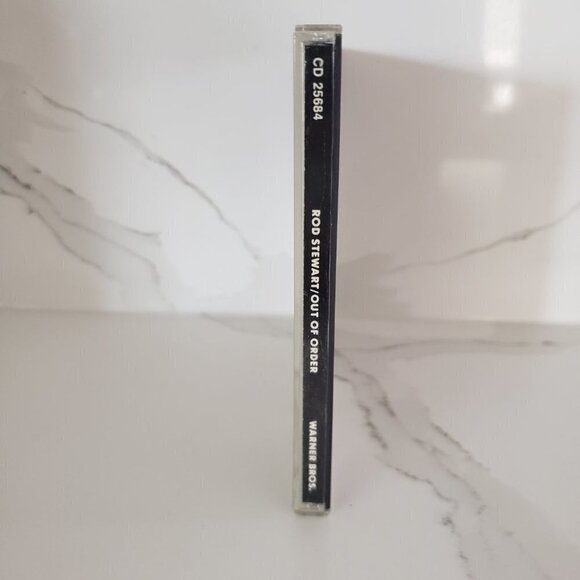 CD 25684
ROD STEWART/OUT OF ORDER
WARNER BROS.